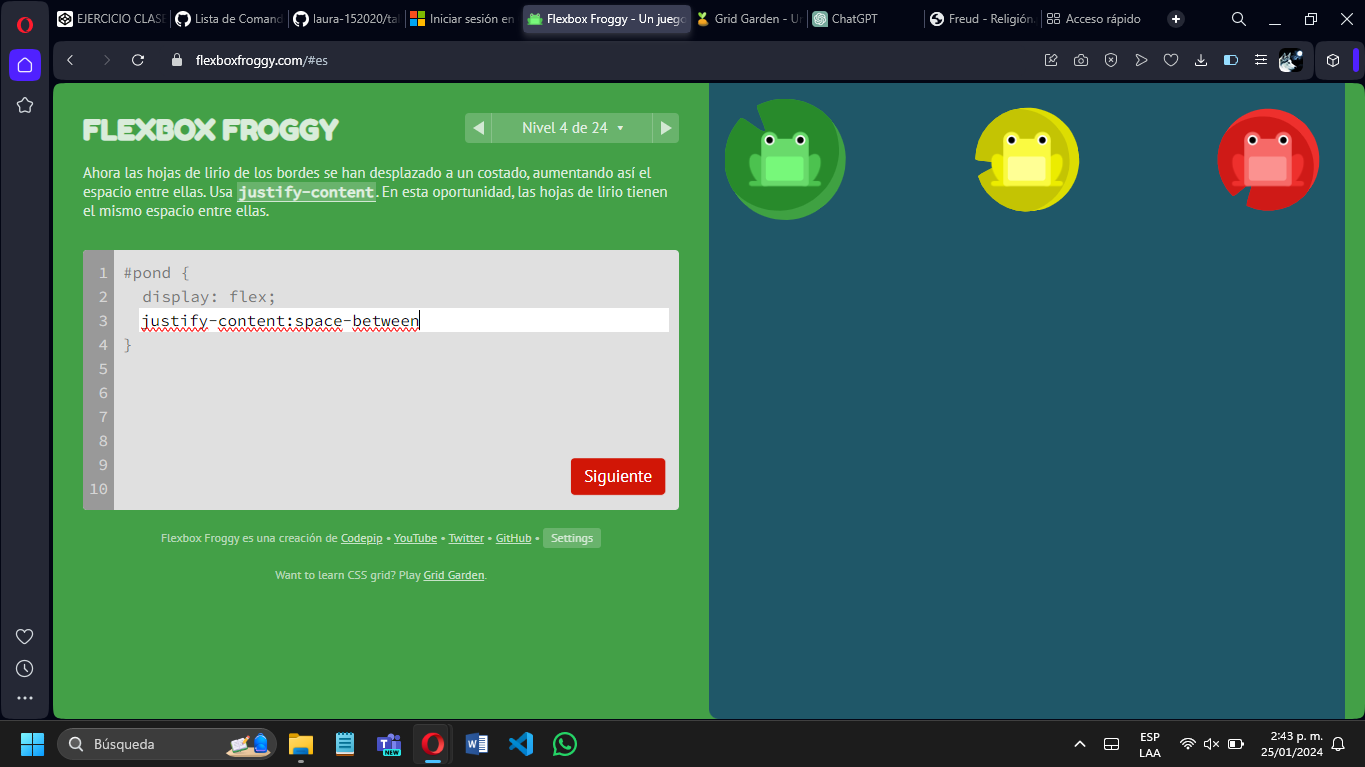 EJERCICIO CLASE
Lista de Comand
laura-152020/tal
Iniciar sesión en
Flexbox Froggy - Un juego
Grid Garden - Un
ChatGPT
Freud - Religión.
Acceso rápido
flexboxfroggy.com/#es
FLEXBOX FROGGY
Nivel 4 de 24
Ahora las hojas de lirio de los bordes se han desplazado a un costado, aumentando así el
espacio entre ellas. Usa justify-content. En esta oportunidad, las hojas de lirio tienen
el mismo espacio entre ellas.
1 #pond {
2 display: flex;
3 justify-content:space-between
4 }
5
6
7
8
9
10
Siguiente
Flexbox Froggy es una creación de Codepip • YouTube • Twitter • GitHub • Settings
Want to learn CSS grid? Play Grid Garden.
Búsqueda
NEW
ESP
LAA
2:43 p. m.
25/01/2024